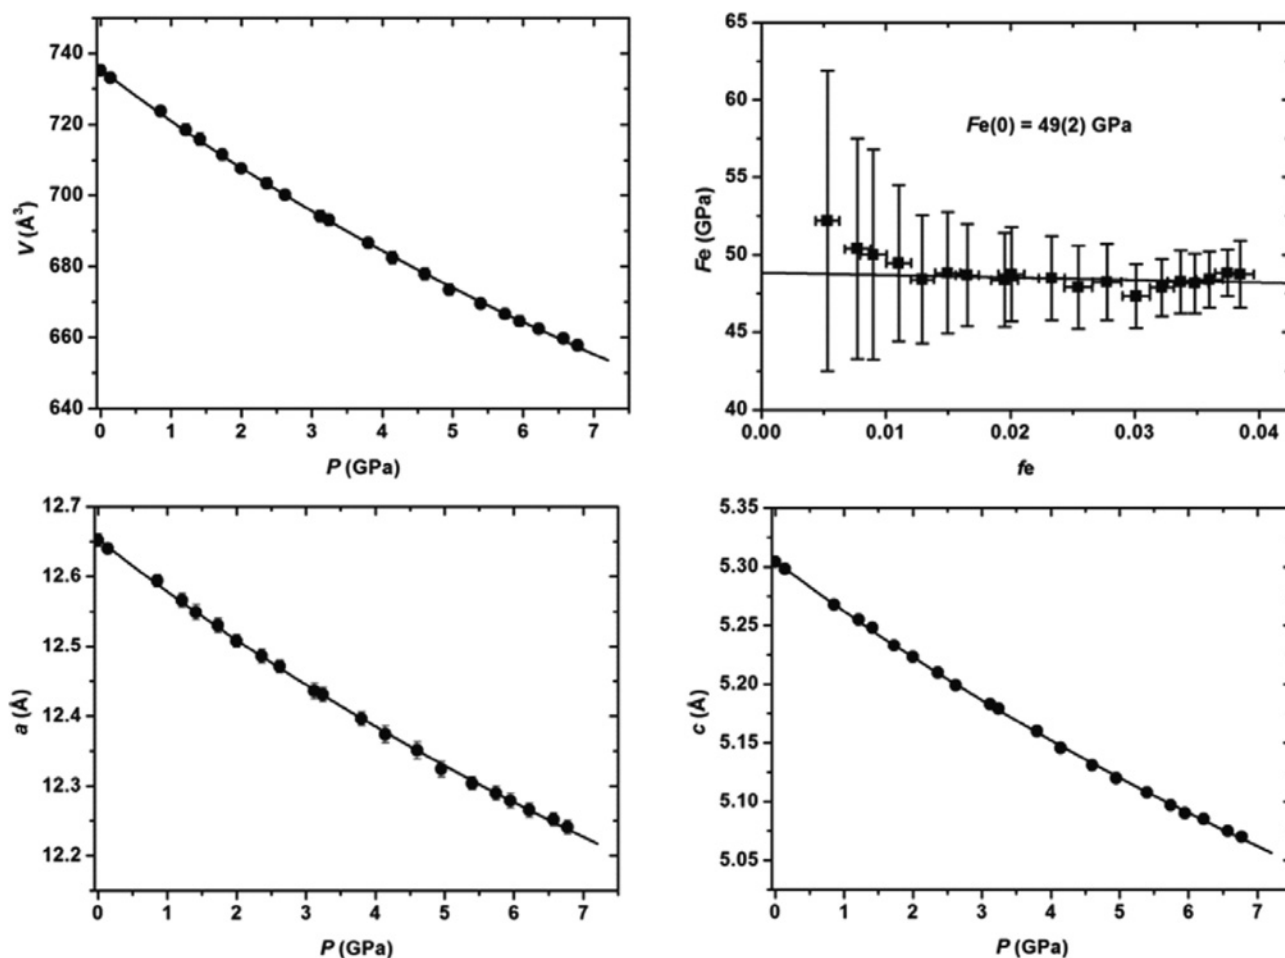 740
720
700
680
660
640
V (Å³)
0 1 2 3 4 5 6 7
P (GPa)
65
60
55
50
45
40
Fe (GPa)
Fe(0) = 49(2) GPa
0.00 0.01 0.02 0.03 0.04
fe
12.7
12.6
12.5
12.4
12.3
12.2
a (Å)
0 1 2 3 4 5 6 7
P (GPa)
5.35
5.30
5.25
5.20
5.15
5.10
5.05
c (Å)
0 1 2 3 4 5 6 7
P (GPa)